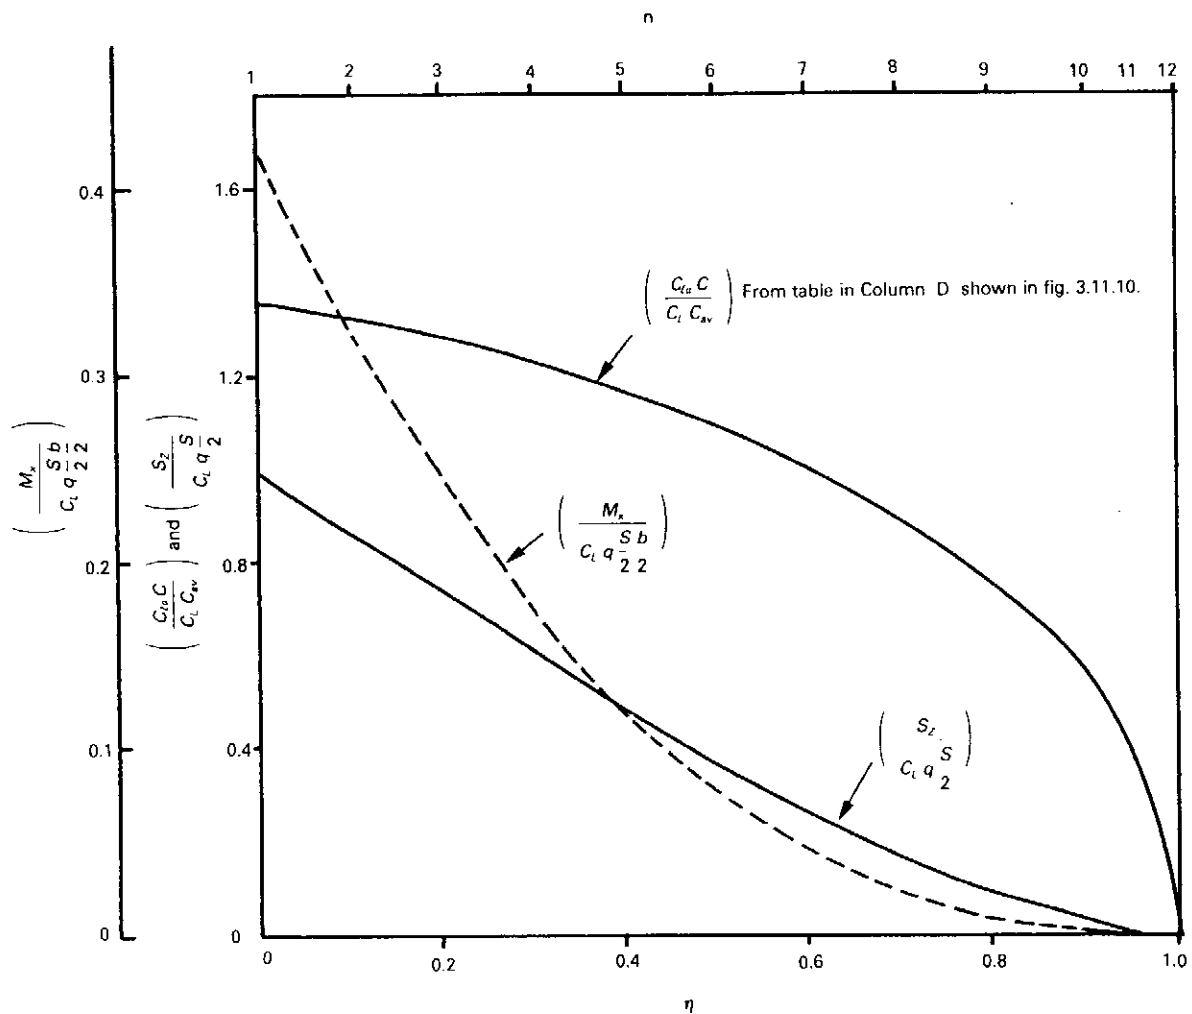 n
1 2 3 4 5 6 7 8 9 10 11 12
0.4
0.3
0.2
0.1
0
1.6
1.2
0.8
0.4
0
( M_x / C_L q S/2 b/2 )
( C_{ℓa} C / C_L C_{av} ) and ( S_Z / C_L q S/2 )
( C_{ℓa} C / C_L C_{av} ) From table in Column D shown in fig. 3.11.10.
( M_x / C_L q S/2 b/2 )
( S_Z C_L q S 2 )
0 0.2 0.4 0.6 0.8 1.0
η